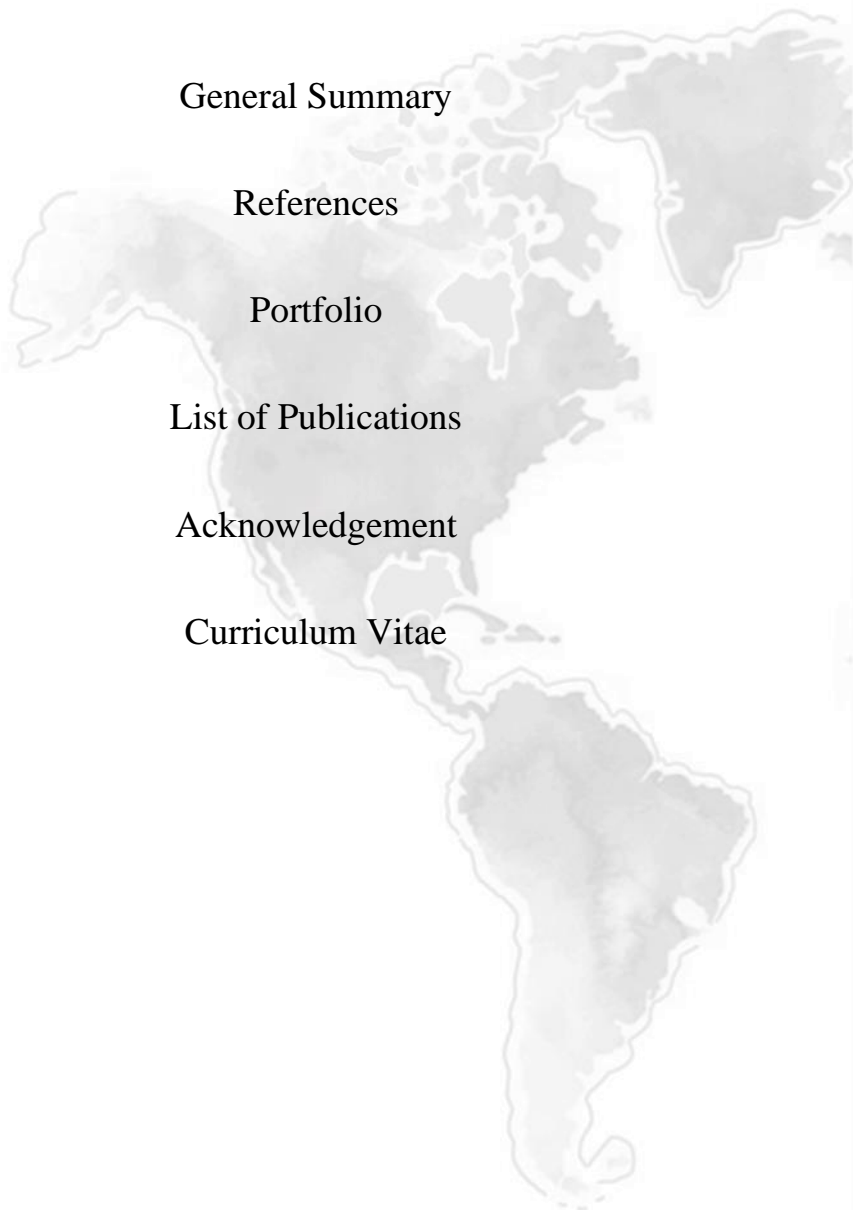 General Summary
References
Portfolio
List of Publications
Acknowledgement
Curriculum Vitae